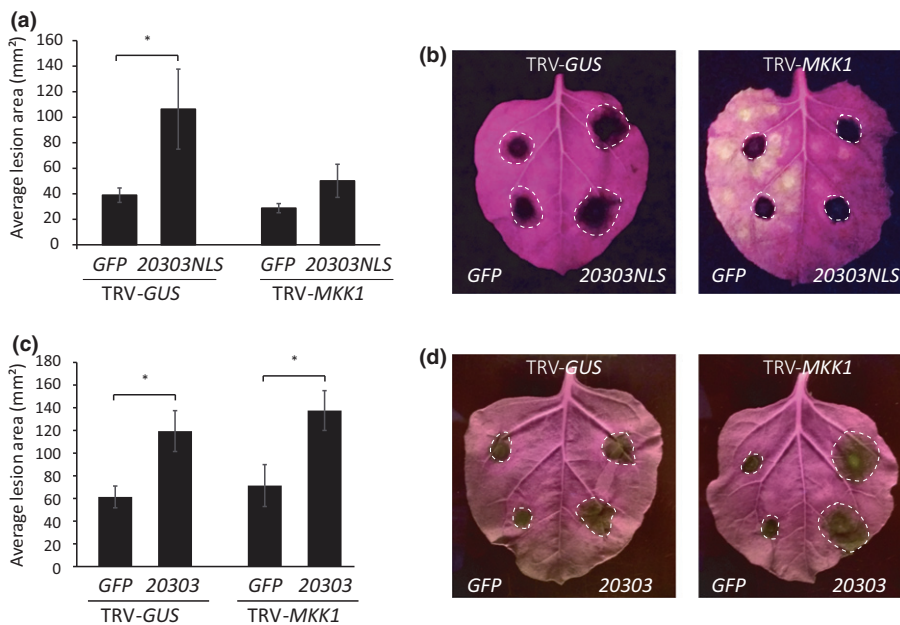 (a)
Average lesion area (mm²)
160
140
120
100
80
60
40
20
0
*
GFP 20303NLS GFP 20303NLS
TRV-GUS TRV-MKK1
(b)
TRV-GUS TRV-MKK1
GFP 20303NLS GFP 20303NLS
(c)
Average lesion area (mm²)
180
160
140
120
100
80
60
40
20
0
* *
GFP 20303 GFP 20303
TRV-GUS TRV-MKK1
(d)
TRV-GUS TRV-MKK1
GFP 20303 GFP 20303